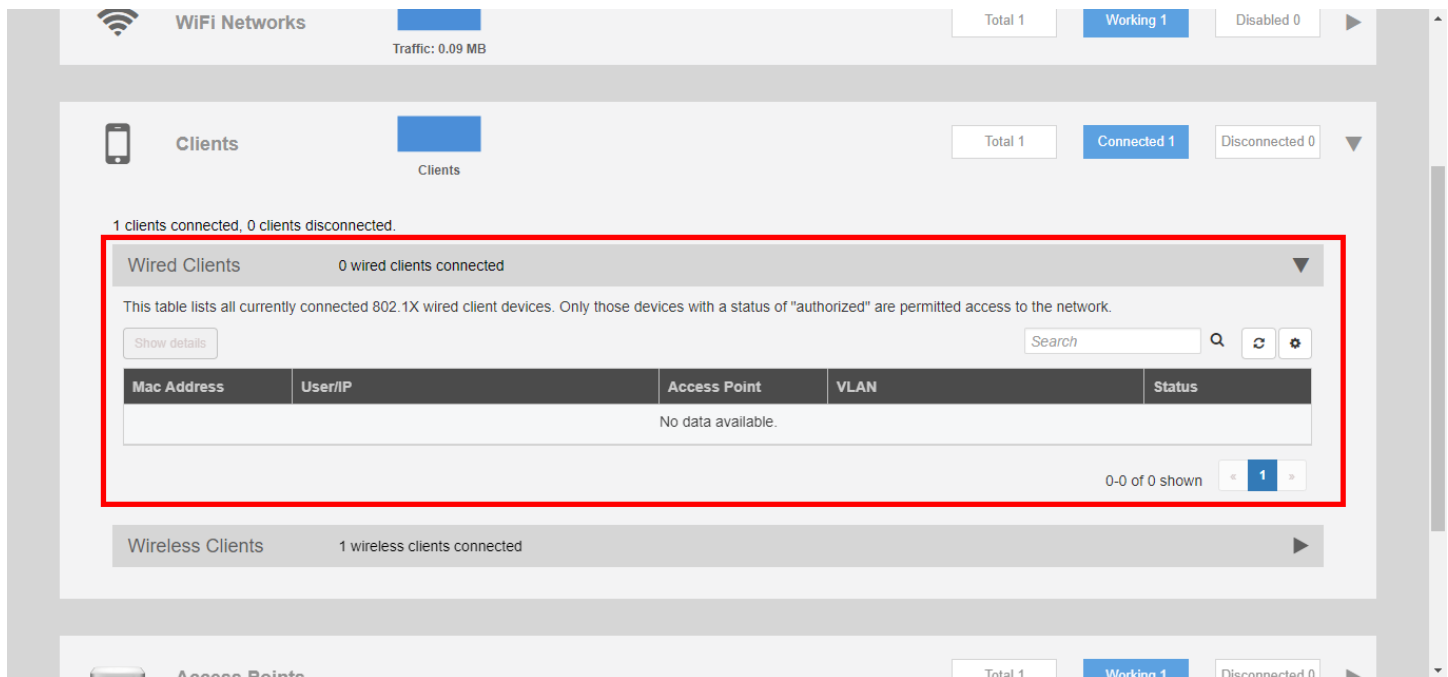 WiFi Networks
Total 1
Working 1
Disabled 0
Traffic: 0.09 MB
Clients
Total 1
Connected 1
Disconnected 0
Clients
1 clients connected, 0 clients disconnected.
Wired Clients
0 wired clients connected
This table lists all currently connected 802.1X wired client devices. Only those devices with a status of "authorized" are permitted access to the network.
Show details
Search
Mac Address
User/IP
Access Point
VLAN
Status
No data available.
0-0 of 0 shown
«
1
»
Wireless Clients
1 wireless clients connected
Access Points
Total 1
Working 1
Disconnected 0